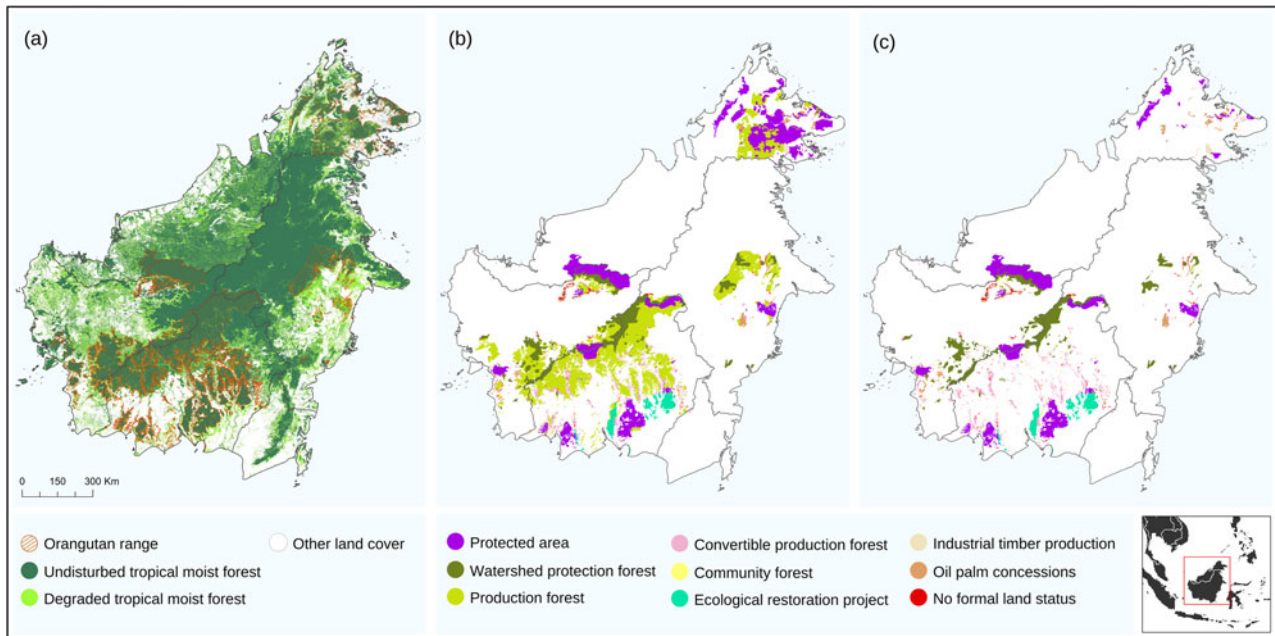 (a)
(b)
(c)
0 150 300 Km
Orangutan range
Other land cover
Undisturbed tropical moist forest
Degraded tropical moist forest
Protected area
Watershed protection forest
Production forest
Convertible production forest
Community forest
Ecological restoration project
Industrial timber production
Oil palm concessions
No formal land status